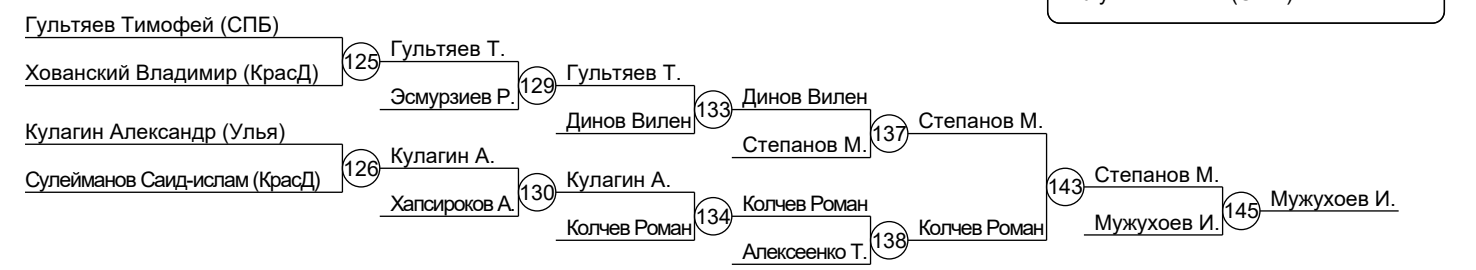 Гультяев Тимофей (СПБ)
Хованский Владимир (КрасД)
125
Гультяев Т.
Эсмурзиев Р.
129
Гультяев Т.
Динов Вилен
133
Динов Вилен
Степанов М.
137
Степанов М.
Кулагин Александр (Улья)
Сулейманов Саид-ислам (КрасД)
126
Кулагин А.
Хапсироков А.
130
Кулагин А.
Колчев Роман
134
Колчев Роман
Алексеенко Т.
138
Колчев Роман
143
Степанов М.
Мужухоев И.
145
Мужухоев И.